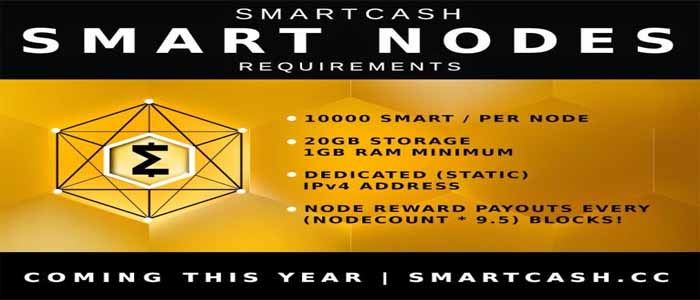 SMARTCASH
SMART NODES
REQUIREMENTS
10000 SMART / PER NODE
20GB STORAGE
1GB RAM MINIMUM
DEDICATED (STATIC)
IPv4 ADDRESS
NODE REWARD PAYOUTS EVERY
(NODECOUNT * 9.5) BLOCKS!
COMING THIS YEAR | SMARTCASH.CC